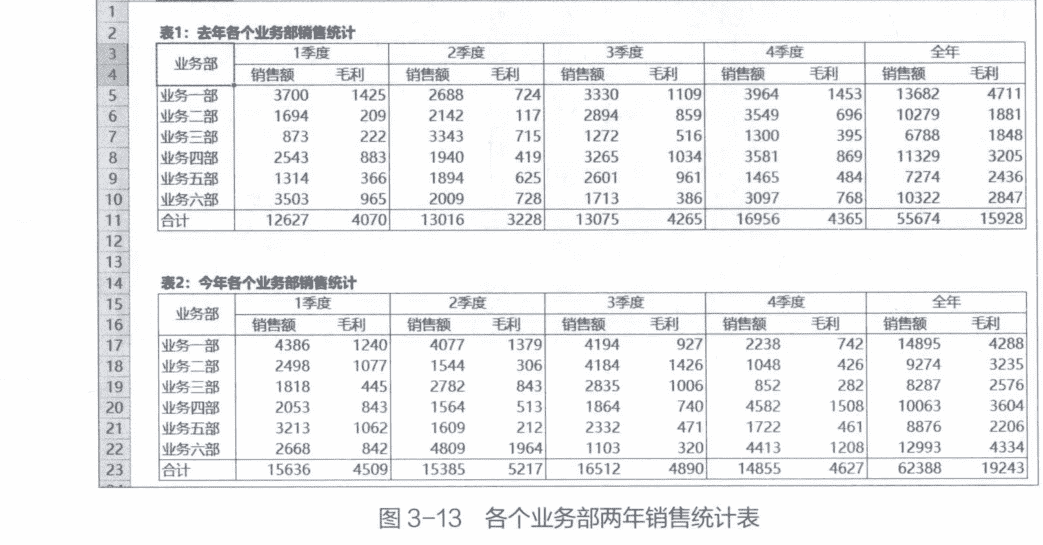 1
2 表1：去年各个业务部销售统计
3 业务部 1季度 2季度 3季度 4季度 全年
4 销售额 毛利 销售额 毛利 销售额 毛利 销售额 毛利 销售额 毛利
5 业务一部 3700 1425 2688 724 3330 1109 3964 1453 13682 4711
6 业务二部 1694 209 2142 117 2894 859 3549 696 10279 1881
7 业务三部 873 222 3343 715 1272 516 1300 395 6788 1848
8 业务四部 2543 883 1940 419 3265 1034 3581 869 11329 3205
9 业务五部 1314 366 1894 625 2601 961 1465 484 7274 2436
10 业务六部 3503 965 2009 728 1713 386 3097 768 10322 2847
11 合计 12627 4070 13016 3228 13075 4265 16956 4365 55674 15928
12
13
14 表2：今年各个业务部销售统计
15 业务部 1季度 2季度 3季度 4季度 全年
16 销售额 毛利 销售额 毛利 销售额 毛利 销售额 毛利 销售额 毛利
17 业务一部 4386 1240 4077 1379 4194 927 2238 742 14895 4288
18 业务二部 2498 1077 1544 306 4184 1426 1048 426 9274 3235
19 业务三部 1818 445 2782 843 2835 1006 852 282 8287 2576
20 业务四部 2053 843 1564 513 1864 740 4582 1508 10063 3604
21 业务五部 3213 1062 1609 212 2332 471 1722 461 8876 2206
22 业务六部 2668 842 4809 1964 1103 320 4413 1208 12993 4334
23 合计 15636 4509 15385 5217 16512 4890 14855 4627 62388 19243
图 3-13 各个业务部两年销售统计表